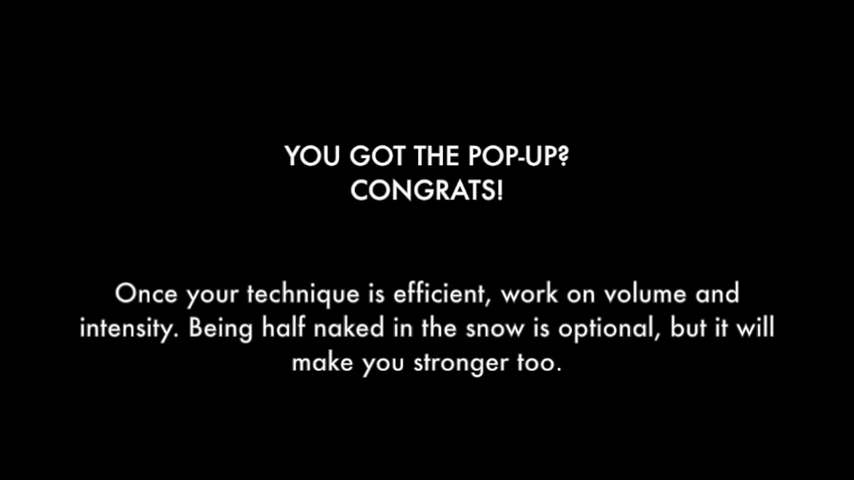 YOU GOT THE POP-UP?
CONGRATS!
Once your technique is efficient, work on volume and
intensity. Being half naked in the snow is optional, but it will
make you stronger too.